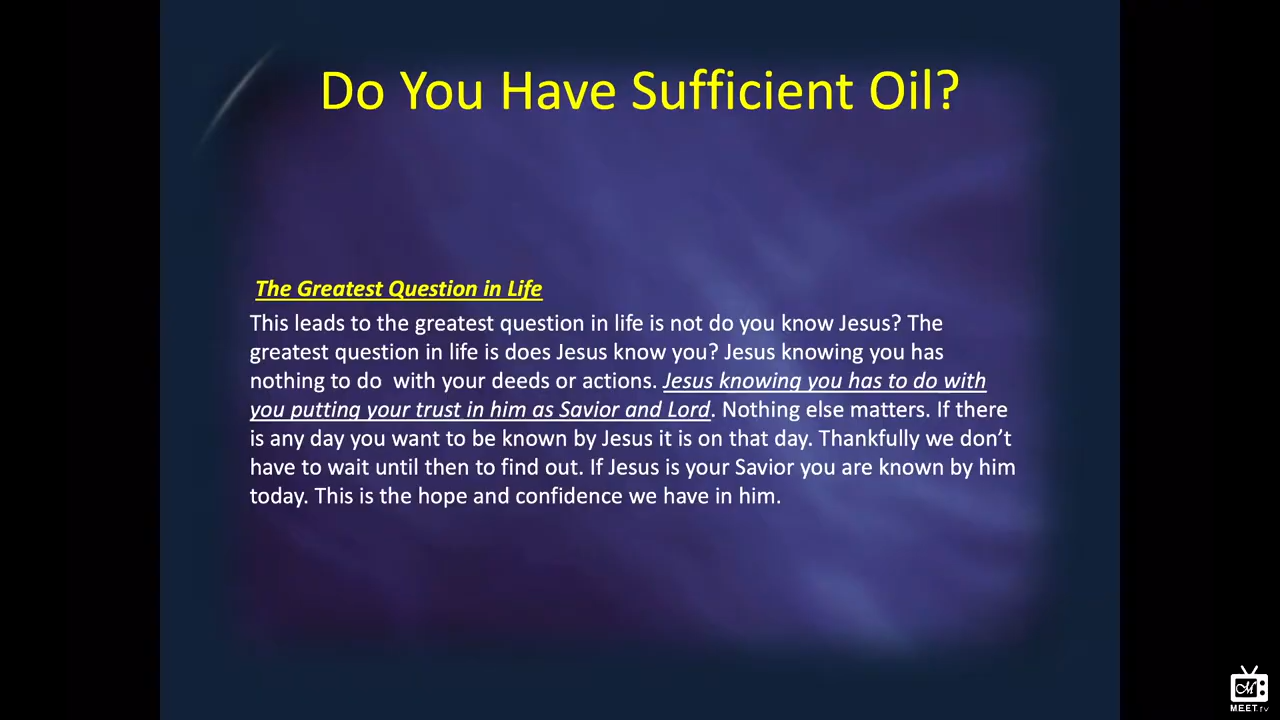 Do You Have Sufficient Oil?
The Greatest Question in Life
This leads to the greatest question in life is not do you know Jesus? The
greatest question in life is does Jesus know you? Jesus knowing you has
nothing to do  with your deeds or actions. Jesus knowing you has to do with
you putting your trust in him as Savior and Lord. Nothing else matters. If there
is any day you want to be known by Jesus it is on that day. Thankfully we don’t
have to wait until then to find out. If Jesus is your Savior you are known by him
today. This is the hope and confidence we have in him.
M
MEET.TV